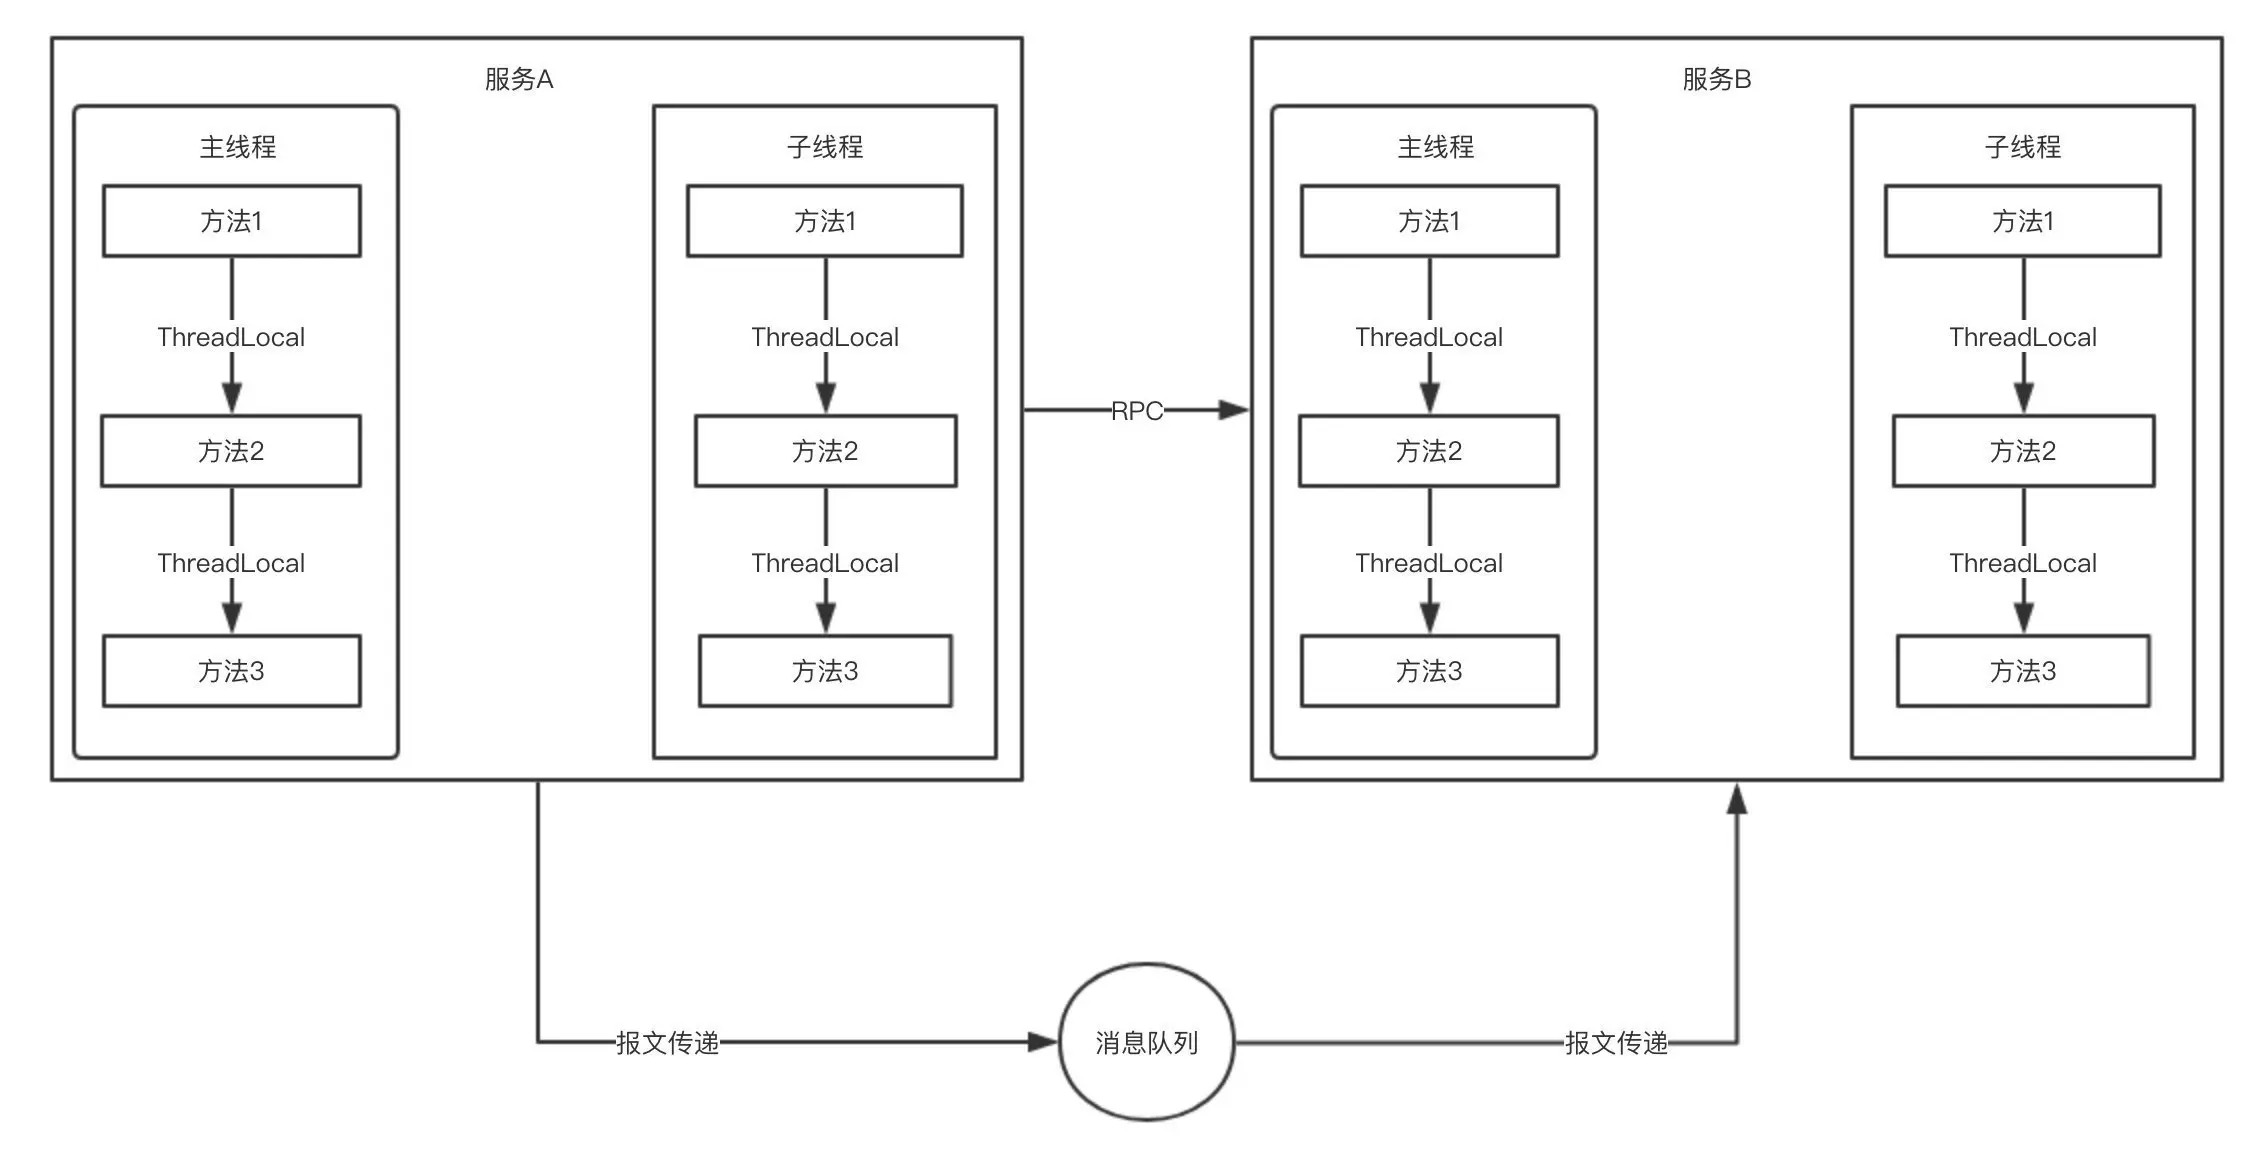 服务A
主线程
方法1
ThreadLocal
方法2
ThreadLocal
方法3
子线程
方法1
ThreadLocal
方法2
ThreadLocal
方法3
RPC
服务B
主线程
方法1
ThreadLocal
方法2
ThreadLocal
方法3
子线程
方法1
ThreadLocal
方法2
ThreadLocal
方法3
报文传递
消息队列
报文传递